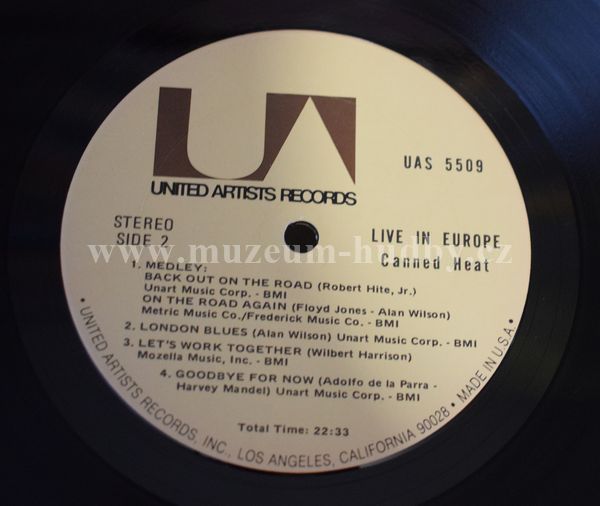 UA
UNITED ARTISTS RECORDS
UAS 5509
STEREO
SIDE 2
LIVE IN EUROPE
Canned Heat
www.muzeum-hudby.cz
1. MEDLEY:
BACK OUT ON THE ROAD (Robert Hite, Jr.)
Unart Music Corp. - BMI
ON THE ROAD AGAIN (Floyd Jones - Alan Wilson)
Metric Music Co./Frederick Music Co. - BMI
2. LONDON BLUES (Alan Wilson) Unart Music Corp. - BMI
3. LET'S WORK TOGETHER (Wilbert Harrison)
Mozella Music, Inc. - BMI
4. GOODBYE FOR NOW (Adolfo de la Parra -
Harvey Mandel) Unart Music Corp. - BMI
Total Time: 22:33
• UNITED ARTISTS RECORDS, INC., LOS ANGELES, CALIFORNIA 90028 • MADE IN U.S.A. •